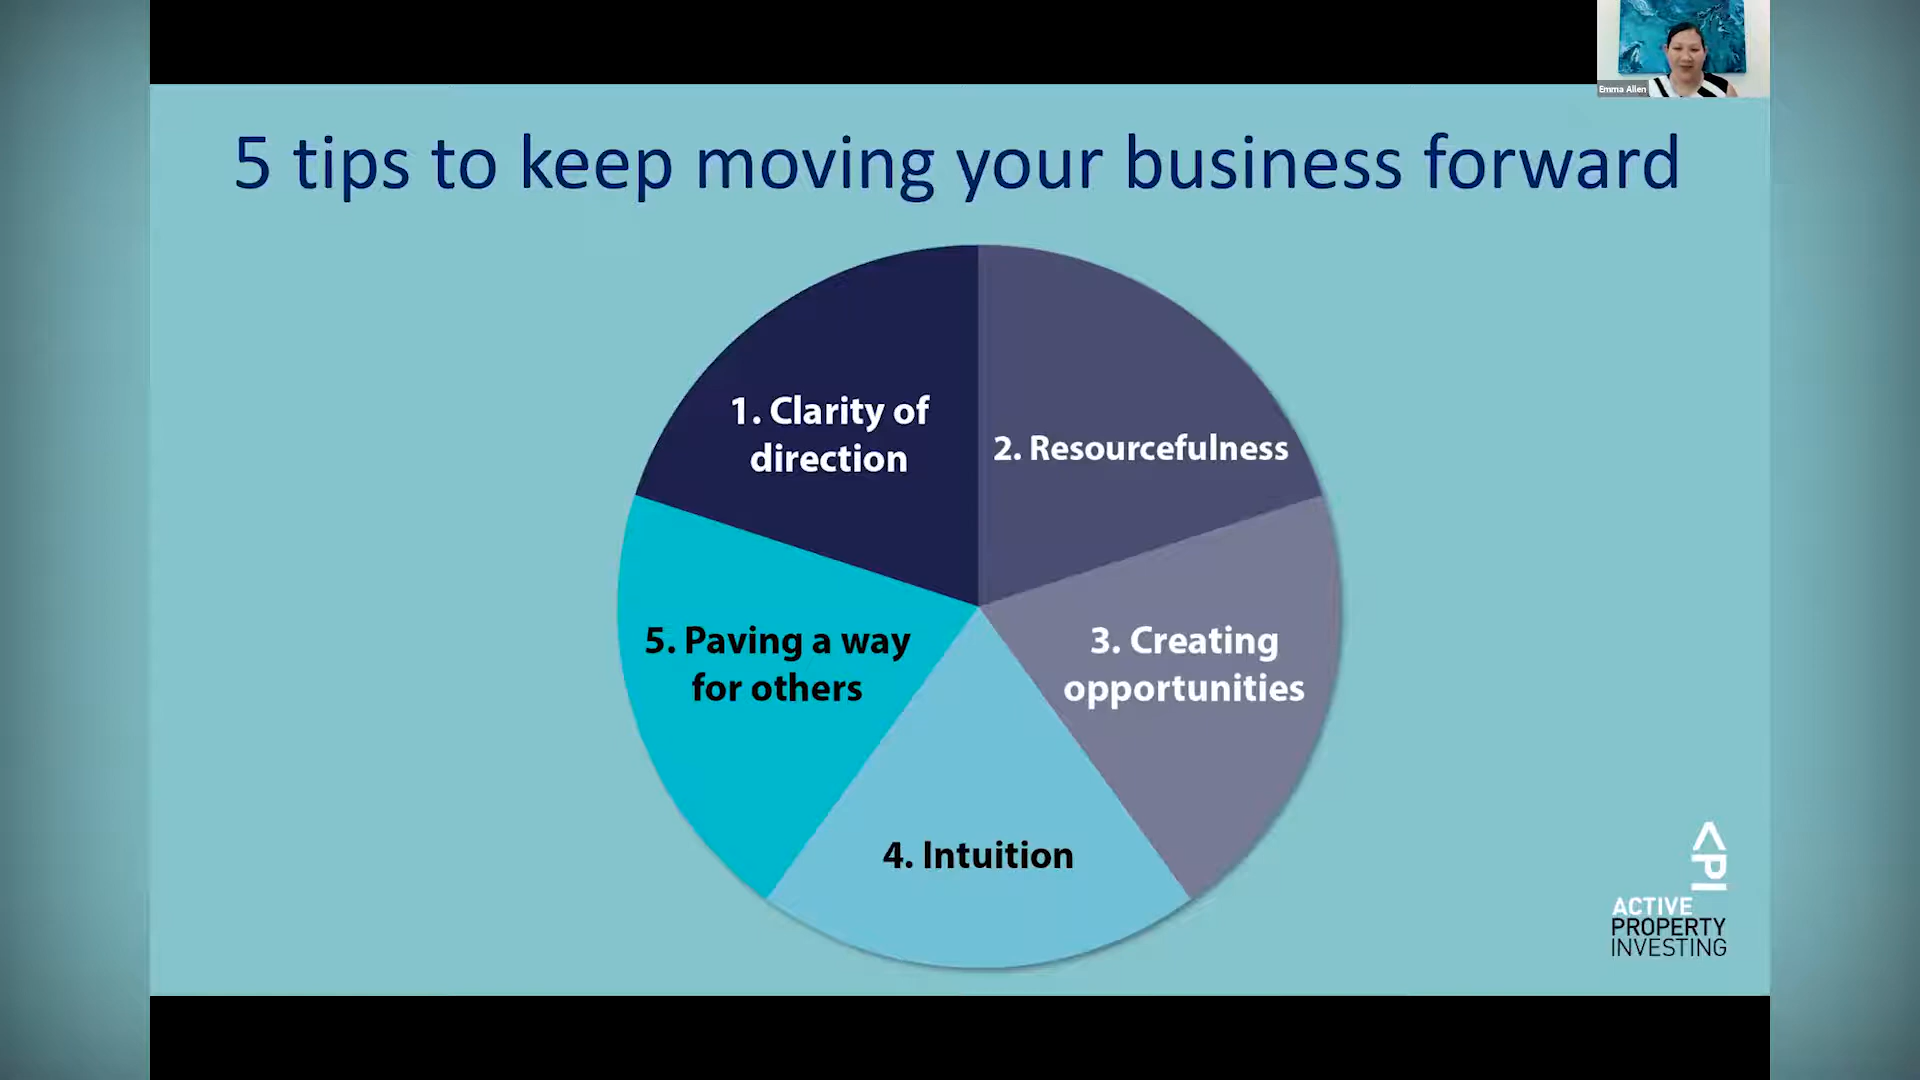 Emma Allen
5 tips to keep moving your business forward
1. Clarity of
direction
2. Resourcefulness
3. Creating
opportunities
4. Intuition
5. Paving a way
for others
API
ACTIVE
PROPERTY
INVESTING